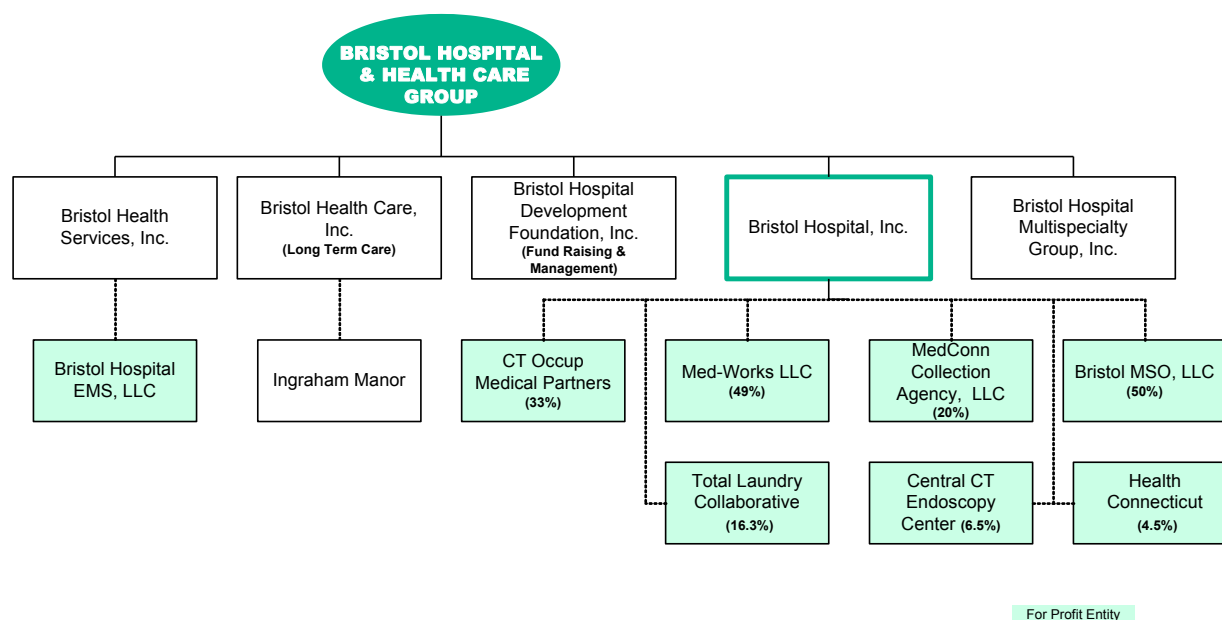 BRISTOL HOSPITAL
& HEALTH CARE
GROUP
Bristol Health
Services, Inc.
Bristol Health Care,
Inc.
(Long Term Care)
Bristol Hospital
Development
Foundation, Inc.
(Fund Raising &
Management)
Bristol Hospital, Inc.
Bristol Hospital
Multispecialty
Group, Inc.
Bristol Hospital
EMS, LLC
Ingraham Manor
CT Occup
Medical Partners
(33%)
Med-Works LLC
(49%)
MedConn
Collection
Agency, LLC
(20%)
Bristol MSO, LLC
(50%)
Total Laundry
Collaborative
(16.3%)
Central CT
Endoscopy
Center (6.5%)
Health
Connecticut
(4.5%)
For Profit Entity